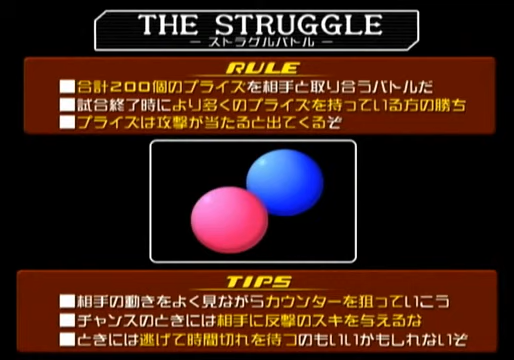 THE STRUGGLE
— ストラグルバトル —
RULE
■合計200個のプライズを相手と取り合うバトルだ
■試合終了時により多くのプライズを持っている方の勝ち
■プライズは攻撃が当たると出てくるぞ
TIPS
■相手の動きをよく見ながらカウンターを狙っていこう
■チャンスのときには相手に反撃のスキを与えるな
■ときには逃げて時間切れを待つのもいいかもしれないぞ